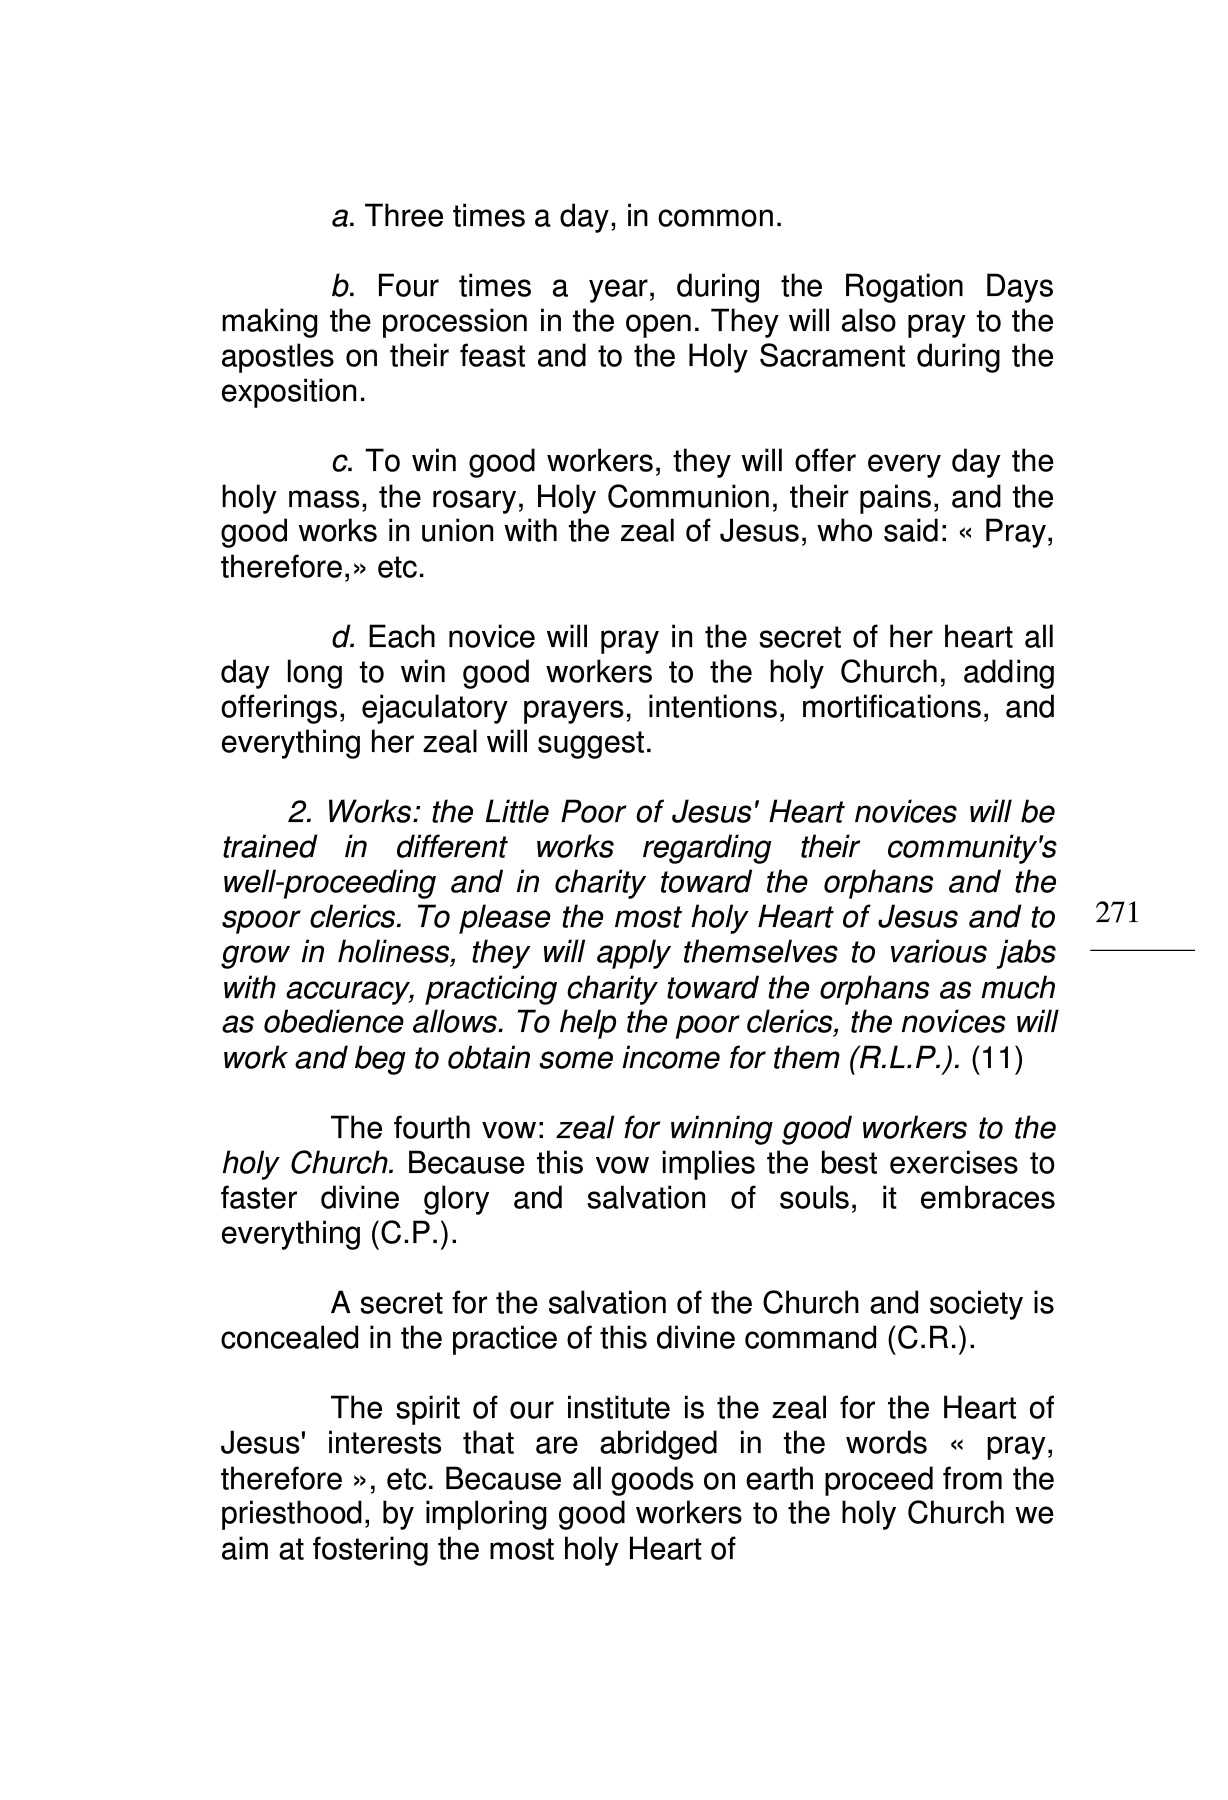 a. Three times a day, in common.
b. Four times a year, during the Rogation Days
making the procession in the open. They will also pray to the
apostles on their feast and to the Holy Sacrament during the
exposition.
c. To win good workers, they will offer every day the
holy mass, the rosary, Holy Communion, their pains, and the
good works in union with the zeal of Jesus, who said: « Pray,
therefore,» etc.
d. Each novice will pray in the secret of her heart all
day long to win good workers to the holy Church, adding
offerings, ejaculatory prayers, intentions, mortifications, and
everything her zeal will suggest.
2. Works: the Little Poor of Jesus' Heart novices will be
trained in different works regarding their community's
well-proceeding and in charity toward the orphans and the
spoor clerics. To please the most holy Heart of Jesus and to
grow in holiness, they will apply themselves to various jabs
with accuracy, practicing charity toward the orphans as much
as obedience allows. To help the poor clerics, the novices will
work and beg to obtain some income for them (R.L.P.). (11)
271
The fourth vow: zeal for winning good workers to the
holy Church. Because this vow implies the best exercises to
faster divine glory and salvation of souls, it embraces
everything (C.P.).
A secret for the salvation of the Church and society is
concealed in the practice of this divine command (C.R.).
The spirit of our institute is the zeal for the Heart of
Jesus' interests that are abridged in the words « pray,
therefore », etc. Because all goods on earth proceed from the
priesthood, by imploring good workers to the holy Church we
aim at fostering the most holy Heart of